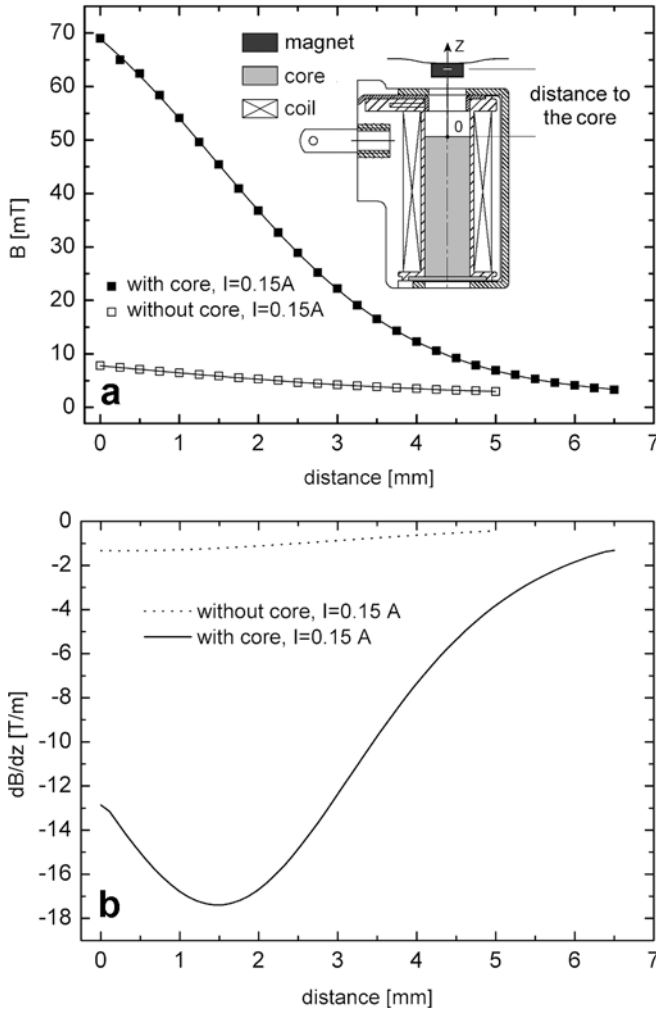 magnet
core
coil
Z
0
distance to
the core
70
60
50
40
30
20
10
0
B [mT]
with core, I=0.15A
without core, I=0.15A
a
0 1 2 3 4 5 6 7
distance [mm]
0
-2
-4
-6
-8
-10
-12
-14
-16
-18
dB/dz [T/m]
without core, I=0.15 A
with core, I=0.15 A
b
0 1 2 3 4 5 6 7
distance [mm]